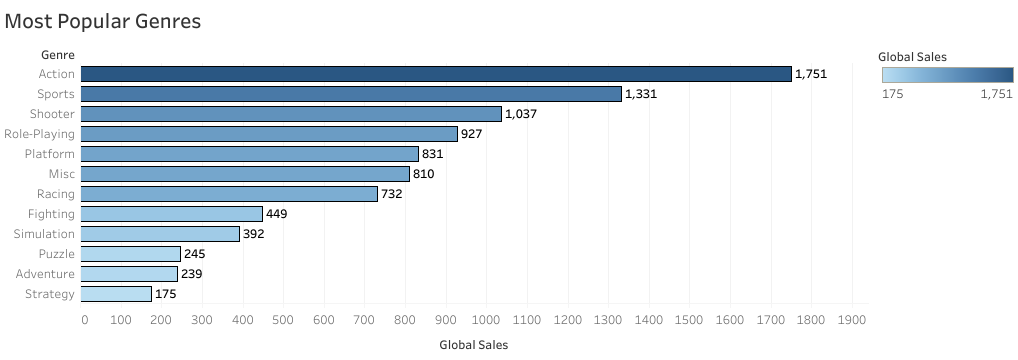 Most Popular Genres
Genre
Global Sales
175 1,751
Action 1,751
Sports 1,331
Shooter 1,037
Role-Playing 927
Platform 831
Misc 810
Racing 732
Fighting 449
Simulation 392
Puzzle 245
Adventure 239
Strategy 175
0 100 200 300 400 500 600 700 800 900 1000 1100 1200 1300 1400 1500 1600 1700 1800 1900
Global Sales